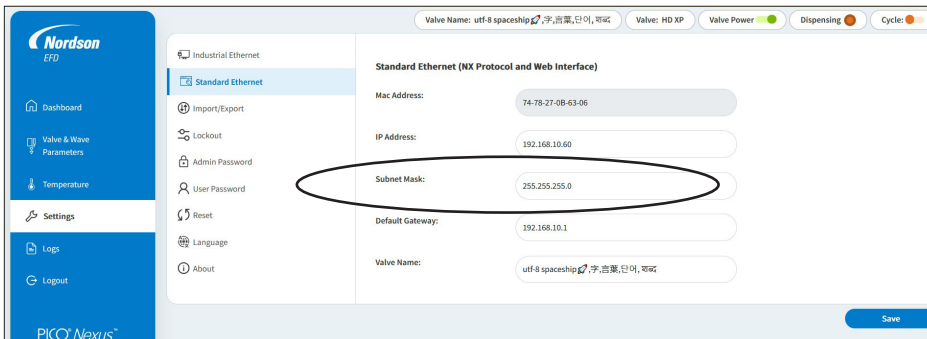 Valve Name: utf-8 spaceship🚀,字,言葉,단어, शब्द
Valve: HD XP
Valve Power
Dispensing
Cycle:
Nordson
EFD
Dashboard
Valve & Wave
Parameters
Temperature
Settings
Logs
Logout
PICO® Nexus™
Industrial Ethernet
Standard Ethernet
Import/Export
Lockout
Admin Password
User Password
Reset
Language
About
Standard Ethernet (NX Protocol and Web Interface)
Mac Address:
74-78-27-0B-63-06
IP Address:
192.168.10.60
Subnet Mask:
255.255.255.0
Default Gateway:
192.168.10.1
Valve Name:
utf-8 spaceship🚀,字,言葉,단어, शब्द
Save